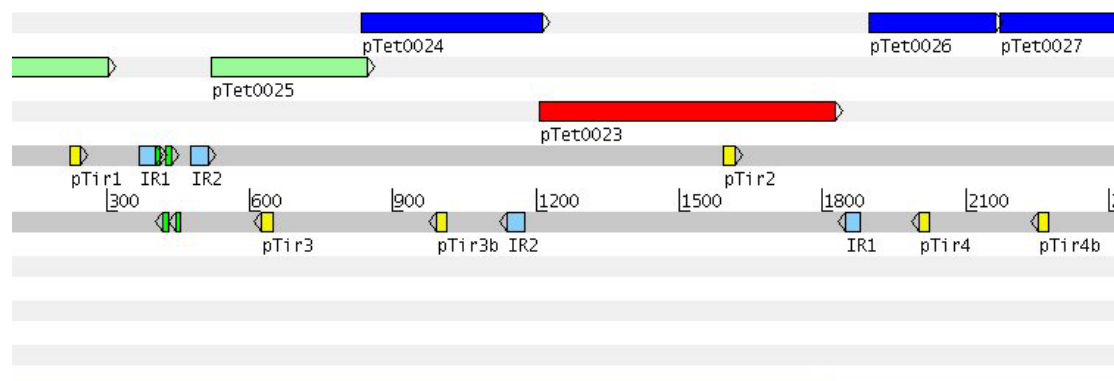 pTet0024
pTet0026 pTet0027
pTet0025
pTet0023
pTir1 IR1 IR2 pTir2
300 600 900 1200 1500 1800 2100
pTir3 pTir3b IR2 IR1 pTir4 pTir4b